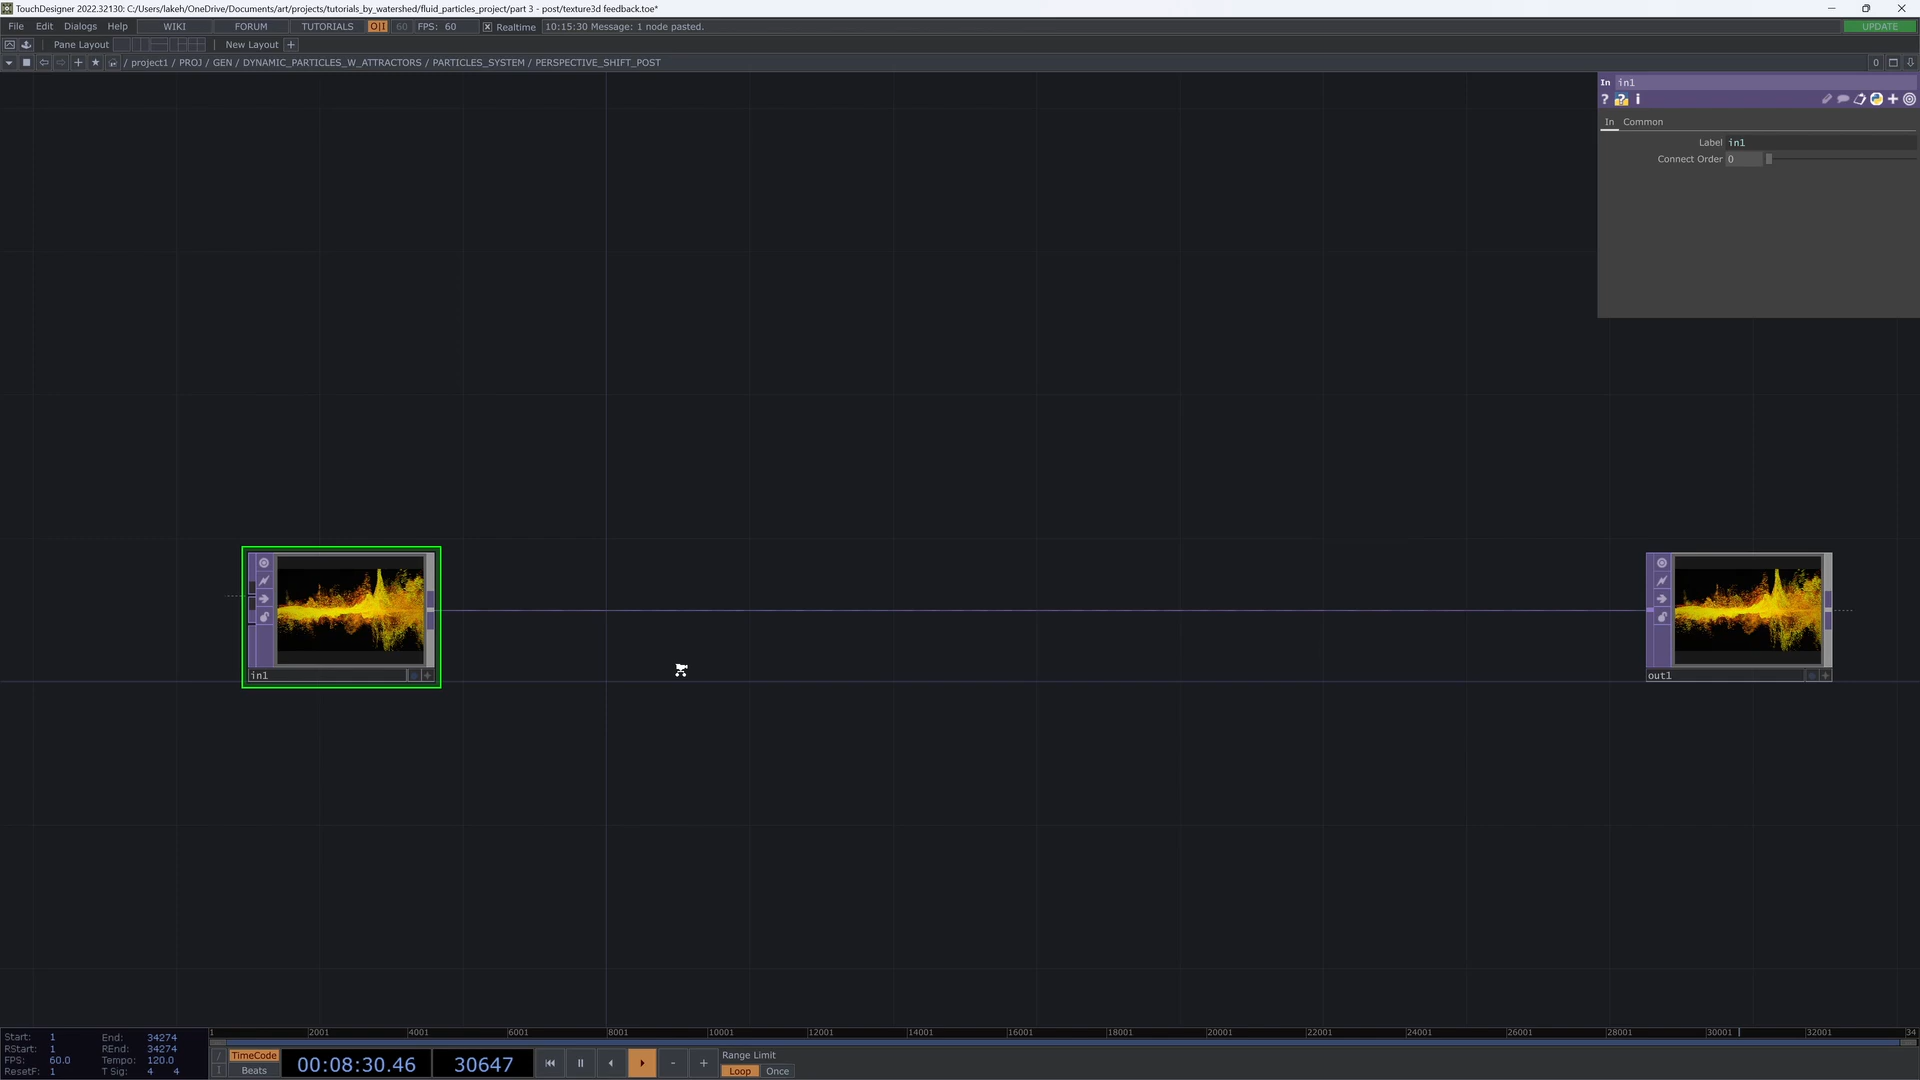 TouchDesigner 2022.32130: C:/Users/lakeh/OneDrive/Documents/art/projects/tutorials_by_watershed/fluid_particles_project/part 3 - post/texture3d feedback.toe*
File Edit Dialogs Help WIKI FORUM TUTORIALS O|I 60 FPS: 60 Realtime 10:15:30 Message: 1 node pasted. UPDATE
Pane Layout New Layout +
/ project1 / PROJ / GEN / DYNAMIC_PARTICLES_W_ATTRACTORS / PARTICLES_SYSTEM / PERSPECTIVE_SHIFT_POST 0
In in1
? ? i
In Common
Label in1
Connect Order 0
in1
out1
1 2001 4001 6001 8001 10001 12001 14001 16001 18001 20001 22001 24001 26001 28001 30001 32001 34
Start: 1 End: 34274
RStart: 1 REnd: 34274
FPS: 60.0 Tempo: 120.0
ResetF: 1 T Sig: 4 4
TimeCode
Beats
00:08:30.46 30647
- +
Range Limit
Loop Once